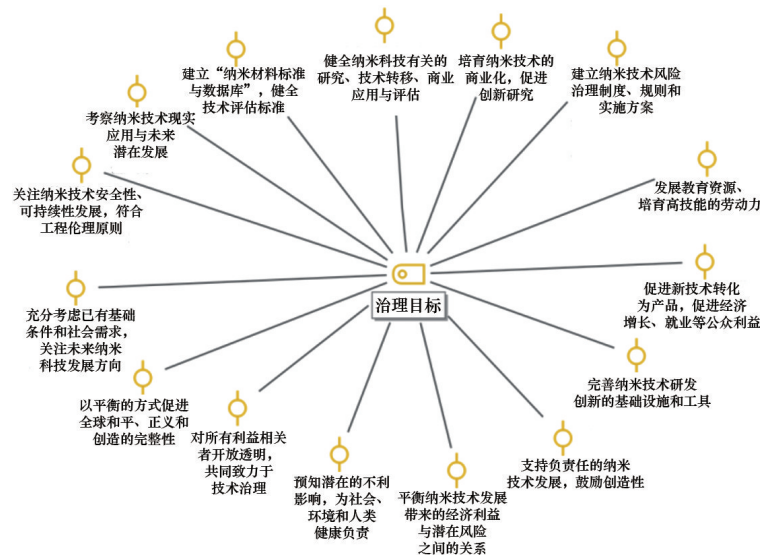 健全纳米科技有关的
研究、技术转移、商业
应用与评估
培育纳米技术的
商业化，促进
创新研究
建立纳米技术风险
治理制度、规则和
实施方案
发展教育资源、
培育高技能的劳动力
促进新技术转化
为产品，促进经济
增长、就业等公众利益
完善纳米技术研发
创新的基础设施和工具
支持负责任的纳米
技术发展，鼓励创造性
平衡纳米技术发展
带来的经济利益
与潜在风险
之间的关系
预知潜在的不利
影响，为社会、
环境和人类
健康负责
对所有利益相关
者开放透明，
共同致力于
技术治理
以平衡的方式促进
全球和平、正义和
创造的完整性
充分考虑已有基础
条件和社会需求，
关注未来纳米
科技发展方向
关注纳米技术安全性、
可持续性发展，符合
工程伦理原则
考察纳米技术现实
应用与未来
潜在发展
建立“纳米材料标准
与数据库”，健全
技术评估标准
治理目标